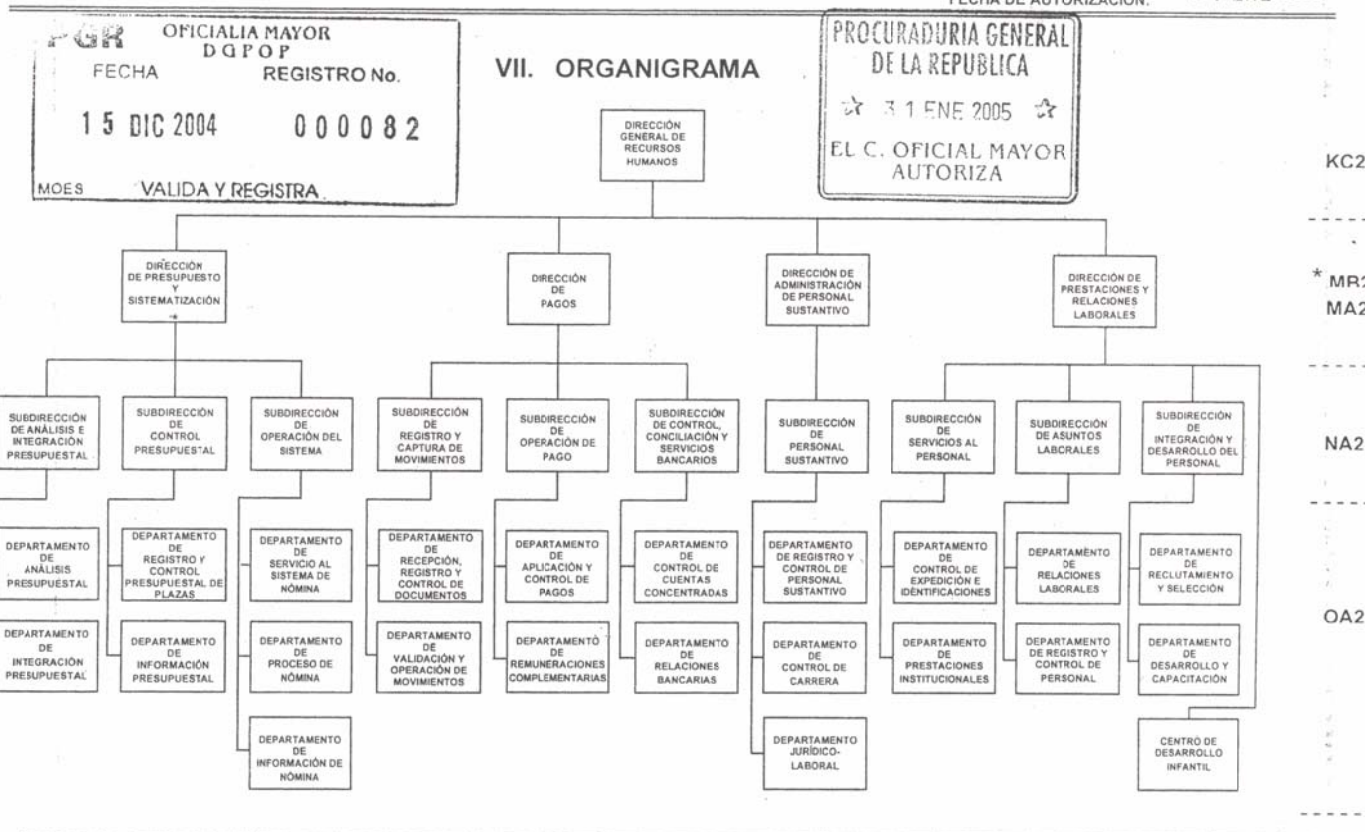 FECHA DE AUTORIZACIÓN:
PGR OFICIALIA MAYOR
DGPOP
FECHA REGISTRO No.
15 DIC 2004 000082
MOES VALIDA Y REGISTRA
VII. ORGANIGRAMA
PROCURADURIA GENERAL
DE LA REPUBLICA
31 ENE 2005
EL C. OFICIAL MAYOR
AUTORIZA
DIRECCIÓN
GENERAL DE
RECURSOS
HUMANOS
KC2
DIRECCIÓN
DE PRESUPUESTO
Y
SISTEMATIZACIÓN
*
DIRECCIÓN
DE
PAGOS
DIRECCIÓN DE
ADMINISTRACIÓN
DE PERSONAL
SUSTANTIVO
DIRECCIÓN DE
PRESTACIONES Y
RELACIONES
LABORALES
* MR2
MA2
SUBDIRECCIÓN
DE ANÁLISIS E
INTEGRACIÓN
PRESUPUESTAL
SUBDIRECCIÓN
DE
CONTROL
PRESUPUESTAL
SUBDIRECCIÓN
DE
OPERACIÓN DEL
SISTEMA
SUBDIRECCIÓN
DE
REGISTRO Y
CAPTURA DE
MOVIMIENTOS
SUBDIRECCIÓN
DE
OPERACIÓN DE
PAGO
SUBDIRECCIÓN
DE CONTROL,
CONCILIACIÓN Y
SERVICIOS
BANCARIOS
SUBDIRECCIÓN
DE
PERSONAL
SUSTANTIVO
SUBDIRECCIÓN
DE
SERVICIOS AL
PERSONAL
SUBDIRECCIÓN
DE ASUNTOS
LABORALES
SUBDIRECCIÓN
DE
INTEGRACIÓN Y
DESARROLLO DEL
PERSONAL
NA2
DEPARTAMENTO
DE
ANÁLISIS
PRESUPUESTAL
DEPARTAMENTO
DE
REGISTRO Y
CONTROL
PRESUPUESTAL DE
PLAZAS
DEPARTAMENTO
DE
SERVICIO AL
SISTEMA DE
NÓMINA
DEPARTAMENTO
DE
RECEPCIÓN,
REGISTRO Y
CONTROL DE
DOCUMENTOS
DEPARTAMENTO
DE
APLICACIÓN Y
CONTROL DE
PAGOS
DEPARTAMENTO
DE
CONTROL DE
CUENTAS
CONCENTRADAS
DEPARTAMENTO
DE REGISTRO Y
CONTROL DE
PERSONAL
SUSTANTIVO
DEPARTAMENTO
DE
CONTROL DE
EXPEDICIÓN E
IDENTIFICACIONES
DEPARTAMENTO
DE
RELACIONES
LABORALES
DEPARTAMENTO
DE
RECLUTAMIENTO
Y SELECCIÓN
OA2
DEPARTAMENTO
DE
INTEGRACIÓN
PRESUPUESTAL
DEPARTAMENTO
DE
INFORMACIÓN
PRESUPUESTAL
DEPARTAMENTO
DE
PROCESO DE
NÓMINA
DEPARTAMENTO
DE
VALIDACIÓN Y
OPERACIÓN DE
MOVIMIENTOS
DEPARTAMENTO
DE
REMUNERACIONES
COMPLEMENTARIAS
DEPARTAMENTO
DE
RELACIONES
BANCARIAS
DEPARTAMENTO
DE
CONTROL DE
CARRERA
DEPARTAMENTO
DE
PRESTACIONES
INSTITUCIONALES
DEPARTAMENTO
DE REGISTRO Y
CONTROL DE
PERSONAL
DEPARTAMENTO
DE
DESARROLLO Y
CAPACITACIÓN
DEPARTAMENTO
DE
INFORMACIÓN DE
NÓMINA
DEPARTAMENTO
JURÍDICO-
LABORAL
CENTRO DE
DESARROLLO
INFANTIL